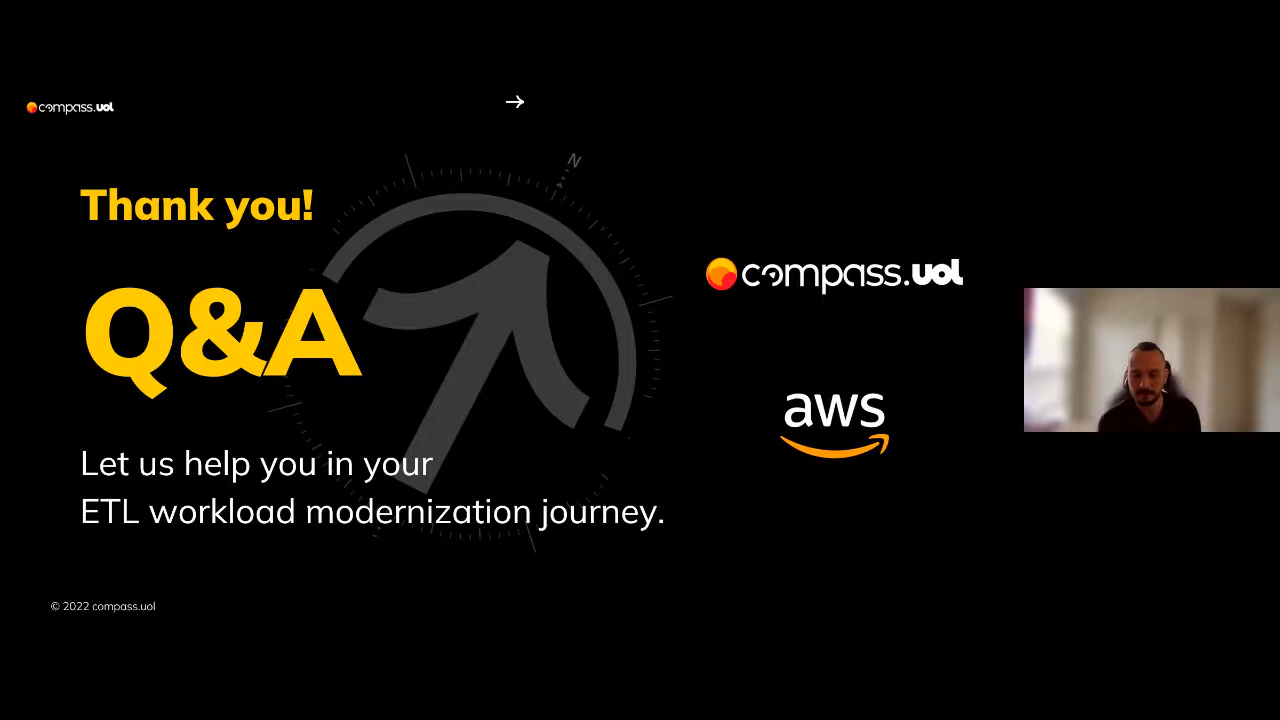 compass.uol
N
Thank you!
Q&A
Let us help you in your
ETL workload modernization journey.
compass.uol
aws
© 2022 compass.uol